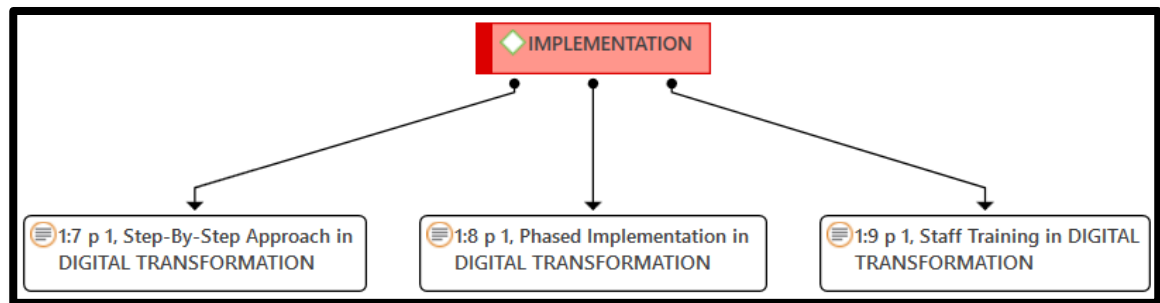 IMPLEMENTATION
1:7 p 1, Step-By-Step Approach in
DIGITAL TRANSFORMATION
1:8 p 1, Phased Implementation in
DIGITAL TRANSFORMATION
1:9 p 1, Staff Training in DIGITAL
TRANSFORMATION